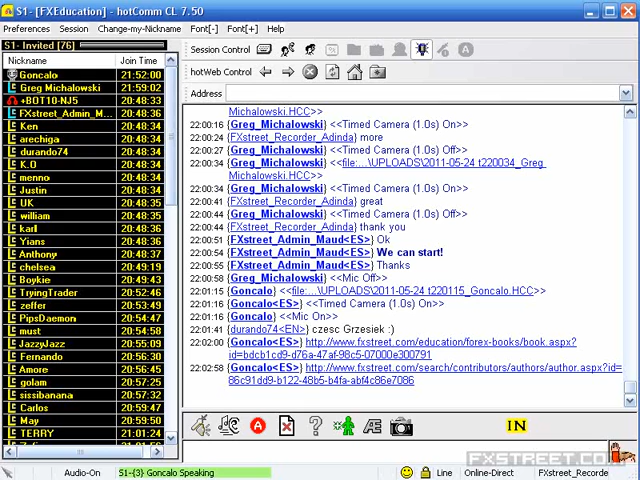 S1- [FXEducation] - hotComm CL 7.50
Preferences Session Change-my-Nickname Font[-] Font[+] Help
S1- Invited [76]
Nickname Join Time
Goncalo 21:52:00
Greg Michalowski 21:59:02
+BOT10-NJ5 20:48:33
FXstreet_Admin_M... 20:48:36
Ken 20:48:34
arechiga 20:48:34
durando74 20:48:34
K.O 20:48:34
menno 20:48:34
Justin 20:48:34
UK 20:48:35
william 20:48:35
karl 20:48:36
Yians 20:48:36
Anthony 20:48:37
chelsea 20:49:19
Boykie 20:49:43
TryingTrader 20:52:46
zeffer 20:53:49
PipsDaemon 20:54:47
must 20:54:58
JazzyJazz 20:55:09
Fernando 20:56:30
Amore 20:56:45
golam 20:57:25
sissibanana 20:57:32
Carlos 20:59:47
May 20:59:50
TERRY 21:01:24
Session Control
hotWeb Control
Address
Michalowski.HCC>>
22:00:16 {Greg_Michalowski} <<Timed Camera (1.0s) On>>
22:00:24 {FXstreet_Recorder_Adinda} more
22:00:27 {Greg_Michalowski} <<Timed Camera (1.0s) Off>>
22:00:34 {Greg_Michalowski} <<file:...\UPLOADS\2011-05-24 t220034_Greg_
Michalowski.HCC>>
22:00:34 {Greg_Michalowski} <<Timed Camera (1.0s) On>>
22:00:41 {FXstreet_Recorder_Adinda} great
22:00:44 {Greg_Michalowski} <<Timed Camera (1.0s) Off>>
22:00:44 {FXstreet_Recorder_Adinda} thank you
22:00:51 {FXstreet_Admin_Maud<ES>} Ok
22:00:54 {FXstreet_Admin_Maud<ES>} We can start!
22:00:55 {FXstreet_Admin_Maud<ES>} Thanks
22:00:58 {Greg_Michalowski} <<Mic Off>>
22:01:15 {Goncalo} <<file:...\UPLOADS\2011-05-24 t220115_Goncalo.HCC>>
22:01:16 {Goncalo<ES>} <<Timed Camera (1.0s) On>>
22:01:16 {Goncalo} <<Mic On>>
22:01:41 {durando74<EN>} czesc Grzesiek :)
22:02:00 {Goncalo<ES>} http://www.fxstreet.com/education/forex-books/book.aspx?
id=bdcb1cd9-d76a-47af-98c5-07000e300791
22:02:58 {Goncalo<ES>} http://www.fxstreet.com/search/contributors/authors/author.aspx?id=
86c91dd9-b122-48b5-b4fa-abf4c86e7086
A ? Æ IN
FXSTREET.COM
Audio-On S1-{3} Goncalo Speaking Line Online-Direct FXstreet_Recorde